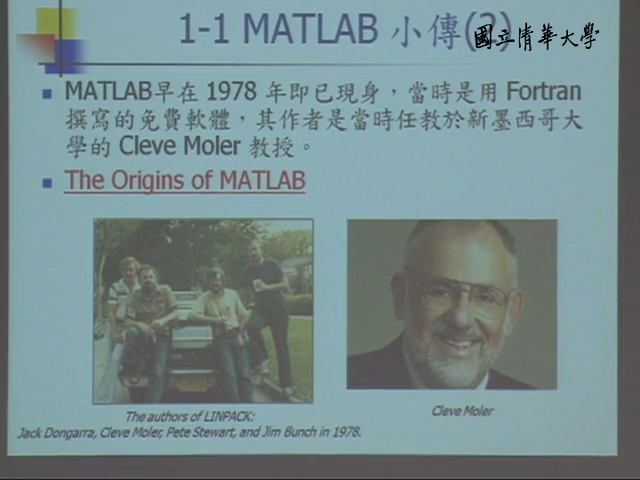 1-1 MATLAB 小傳(2)
國立清華大學
MATLAB早在 1978 年即已現身，當時是用 Fortran
撰寫的免費軟體，其作者是當時任教於新墨西哥大
學的 Cleve Moler 教授。
The Origins of MATLAB
The authors of LINPACK:
Jack Dongarra, Cleve Moler, Pete Stewart, and Jim Bunch in 1978.
Cleve Moler